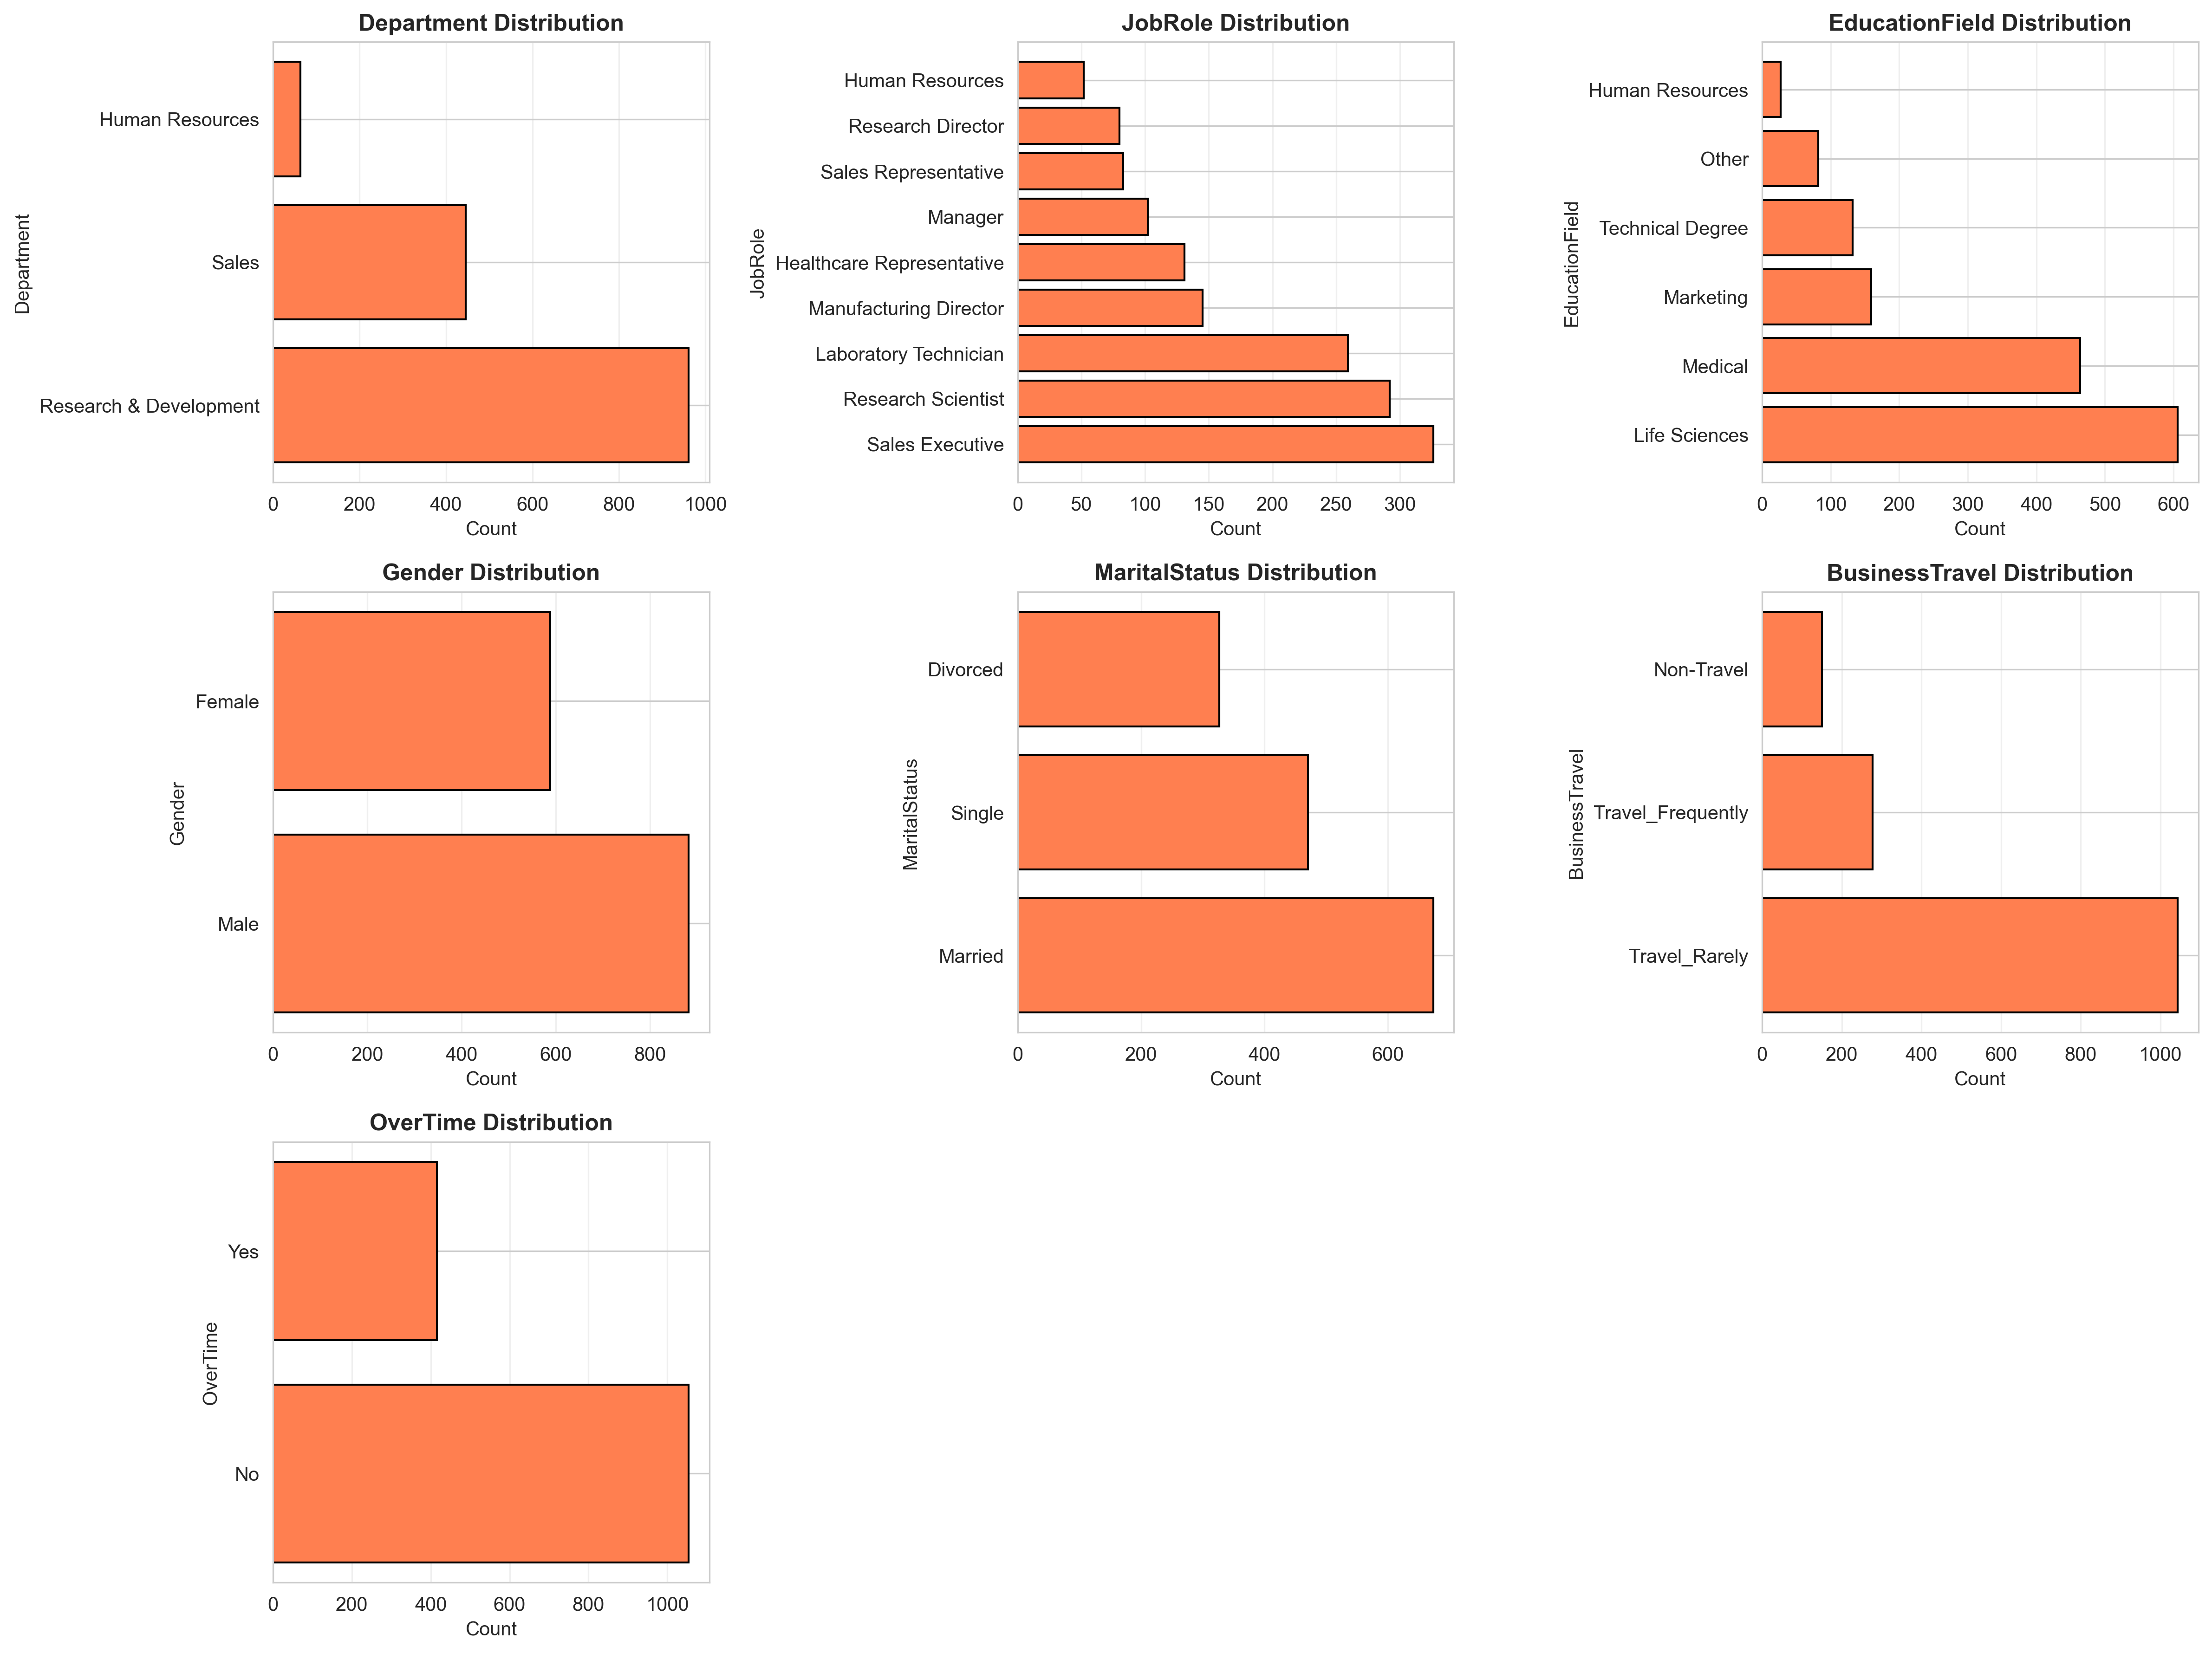 Department Distribution
Department
Human Resources
Sales
Research & Development
0 200 400 600 800 1000
Count
JobRole Distribution
JobRole
Human Resources
Research Director
Sales Representative
Manager
Healthcare Representative
Manufacturing Director
Laboratory Technician
Research Scientist
Sales Executive
0 50 100 150 200 250 300
Count
EducationField Distribution
EducationField
Human Resources
Other
Technical Degree
Marketing
Medical
Life Sciences
0 100 200 300 400 500 600
Count
Gender Distribution
Gender
Female
Male
0 200 400 600 800
Count
MaritalStatus Distribution
MaritalStatus
Divorced
Single
Married
0 200 400 600
Count
BusinessTravel Distribution
BusinessTravel
Non-Travel
Travel_Frequently
Travel_Rarely
0 200 400 600 800 1000
Count
OverTime Distribution
OverTime
Yes
No
0 200 400 600 800 1000
Count